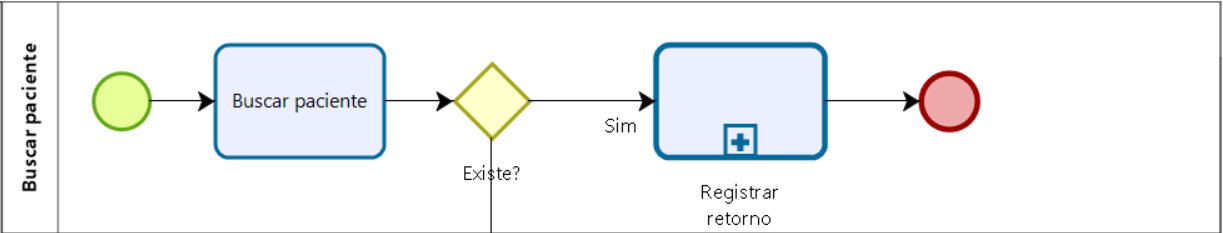 Buscar paciente
Buscar paciente
Existe?
Sim
Registrar
retorno